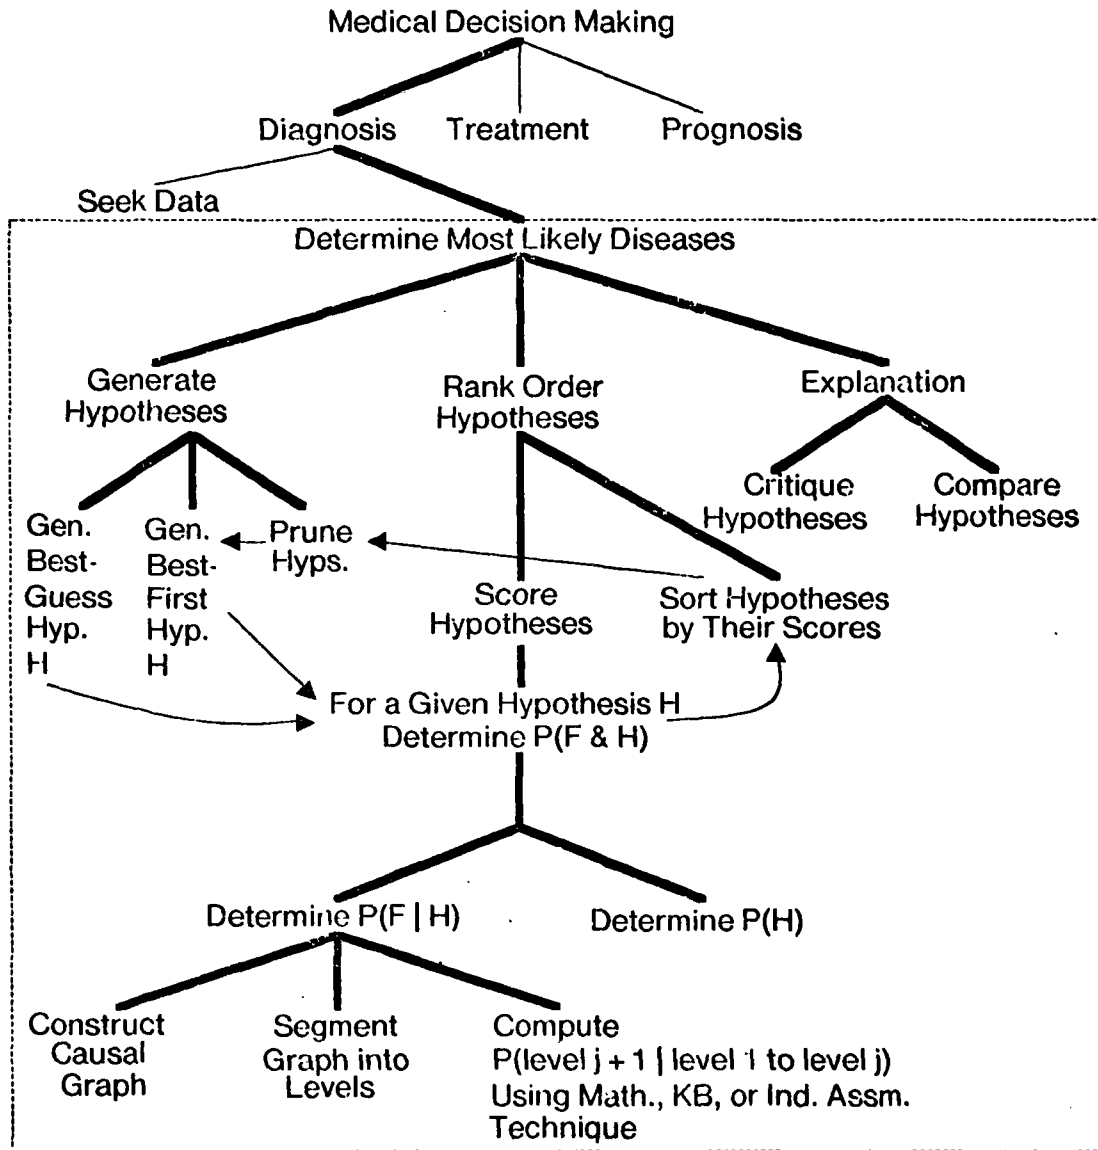 Medical Decision Making
Diagnosis
Treatment
Prognosis
Seek Data
Determine Most Likely Diseases
Generate
Hypotheses
Rank Order
Hypotheses
Explanation
Critique
Hypotheses
Compare
Hypotheses
Gen.
Best-
Guess
Hyp.
H
Gen.
Best-
First
Hyp.
H
Prune
Hyps.
Score
Hypotheses
Sort Hypotheses
by Their Scores
For a Given Hypothesis H
Determine P(F & H)
Determine P(F | H)
Determine P(H)
Construct
Causal
Graph
Segment
Graph into
Levels
Compute
P(level j + 1 | level 1 to level j)
Using Math., KB, or Ind. Assm.
Technique